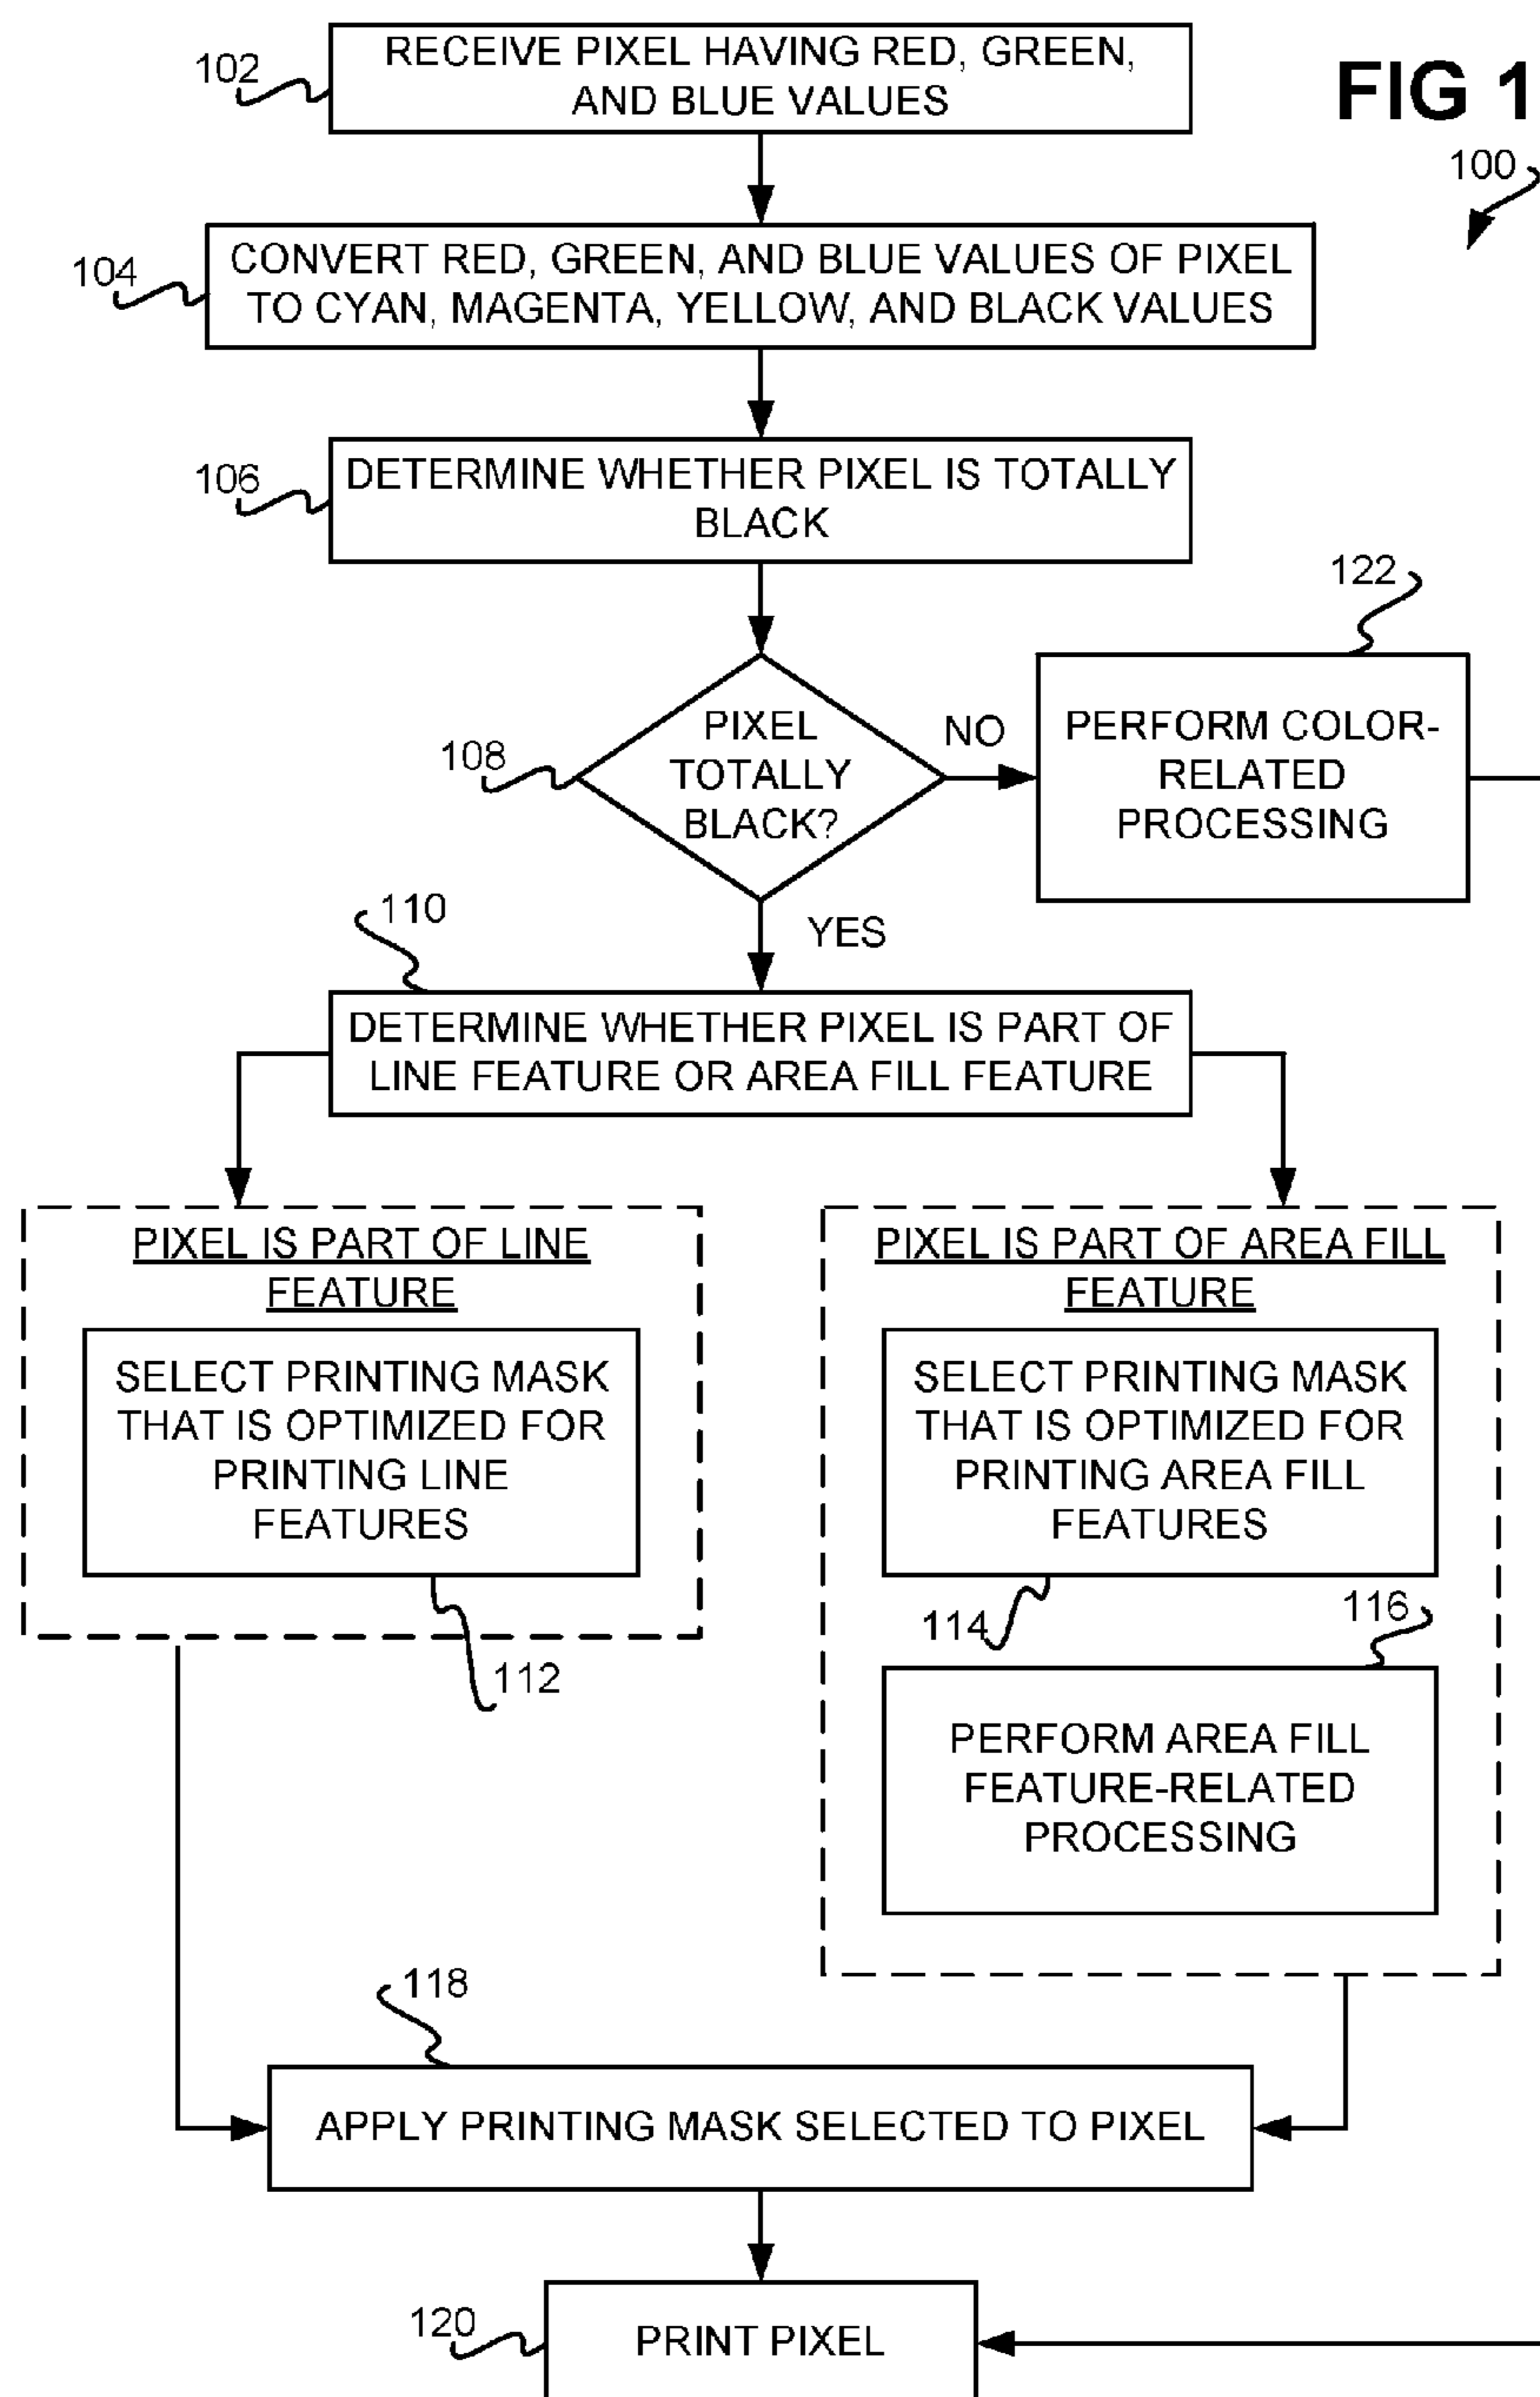 FIG 1
100
102
RECEIVE PIXEL HAVING RED, GREEN,
AND BLUE VALUES
104
CONVERT RED, GREEN, AND BLUE VALUES OF PIXEL
TO CYAN, MAGENTA, YELLOW, AND BLACK VALUES
106
DETERMINE WHETHER PIXEL IS TOTALLY
BLACK
108
PIXEL
TOTALLY
BLACK?
NO
122
PERFORM COLOR-
RELATED
PROCESSING
YES
110
DETERMINE WHETHER PIXEL IS PART OF
LINE FEATURE OR AREA FILL FEATURE
PIXEL IS PART OF LINE
FEATURE
SELECT PRINTING MASK
THAT IS OPTIMIZED FOR
PRINTING LINE
FEATURES
112
PIXEL IS PART OF AREA FILL
FEATURE
SELECT PRINTING MASK
THAT IS OPTIMIZED FOR
PRINTING AREA FILL
FEATURES
114
116
PERFORM AREA FILL
FEATURE-RELATED
PROCESSING
118
APPLY PRINTING MASK SELECTED TO PIXEL
120
PRINT PIXEL